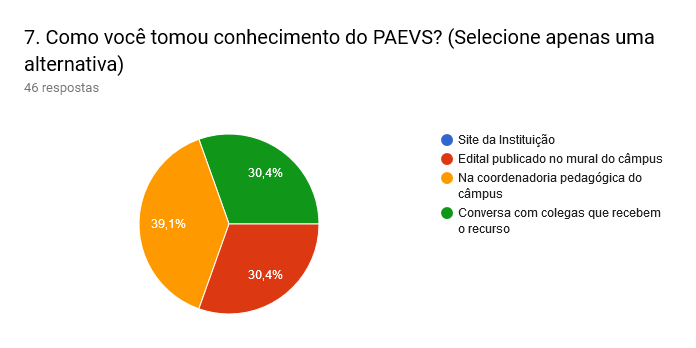 7. Como você tomou conhecimento do PAEVS? (Selecione apenas uma
alternativa)
46 respostas
30,4%
39,1%
30,4%
Site da Instituição
Edital publicado no mural do câmpus
Na coordenadoria pedagógica do
câmpus
Conversa com colegas que recebem
o recurso